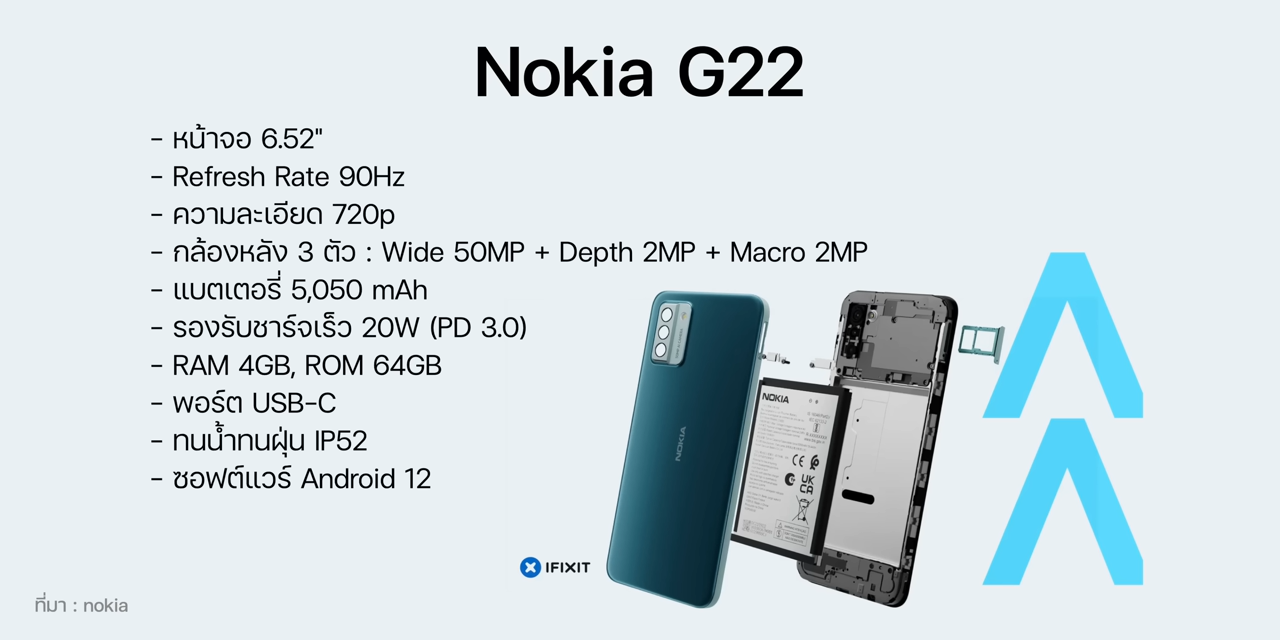 Nokia G22
- หน้าจอ 6.52"
- Refresh Rate 90Hz
- ความละเอียด 720p
- กล้องหลัง 3 ตัว : Wide 50MP + Depth 2MP + Macro 2MP
- แบตเตอรี่ 5,050 mAh
- รองรับชาร์จเร็ว 20W (PD 3.0)
- RAM 4GB, ROM 64GB
- พอร์ต USB-C
- ทนน้ำทนฝุ่น IP52
- ซอฟต์แวร์ Android 12
NOKIA
NOKIA
IFIXIT
ที่มา : nokia